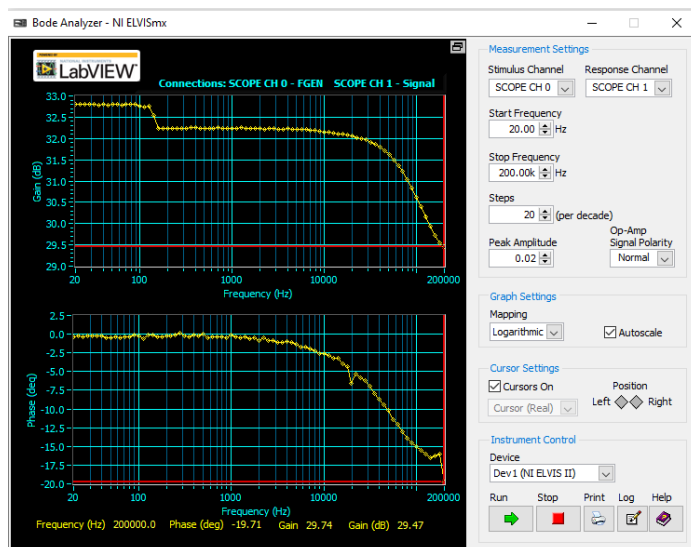 Bode Analyzer - NI ELVISmx
LabVIEW
Connections: SCOPE CH 0 - FGEN SCOPE CH 1 - Signal
33.0
32.5
32.0
31.5
31.0
30.5
30.0
29.5
29.0
Gain (dB)
20 100 1000 10000 200000
Frequency (Hz)
2.5
0.0
-2.5
-5.0
-7.5
-10.0
-12.5
-15.0
-17.5
-20.0
Phase (deg)
20 100 1000 10000 200000
Frequency (Hz)
Frequency (Hz) 200000.0 Phase (deg) -19.71 Gain 29.74 Gain (dB) 29.47
Measurement Settings
Stimulus Channel Response Channel
SCOPE CH 0 SCOPE CH 1
Start Frequency
20.00 Hz
Stop Frequency
200.00k Hz
Steps
20 (per decade)
Peak Amplitude
0.02
Op-Amp
Signal Polarity
Normal
Graph Settings
Mapping
Logarithmic Autoscale
Cursor Settings
Cursors On Position
Cursor (Real) Left Right
Instrument Control
Device
Dev1 (NI ELVIS II)
Run Stop Print Log Help